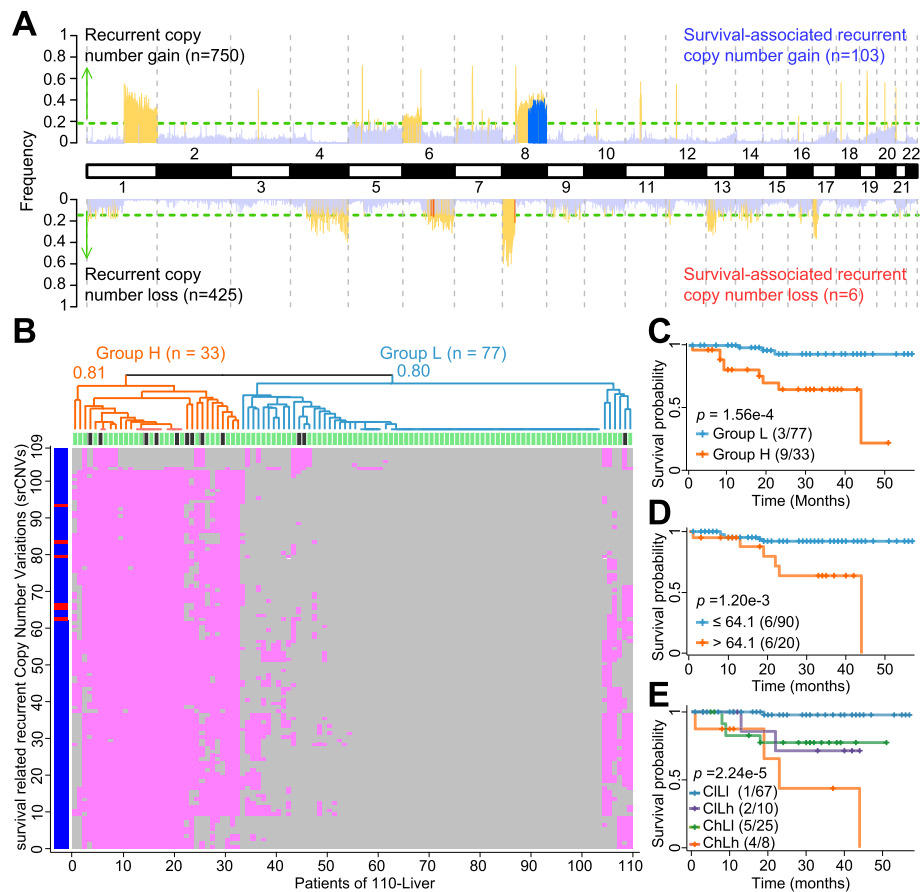 A
Recurrent copy
number gain (n=750)
Survival-associated recurrent
copy number gain (n=103)
1
0.8
0.6
0.4
0.2
0
2 4 6 8 10 12 14 16 18 20 22
Frequency
1 3 5 7 9 11 13 15 17 19 21
0
0.2
0.4
0.6
0.8
1
Recurrent copy
number loss (n=425)
Survival-associated recurrent
copy number loss (n=6)
B
Group H (n = 33)
Group L (n = 77)
0.81
0.80
survival related recurrent Copy Number Variations (srCNVs)
109
100
90
80
70
60
50
40
30
20
10
0
0 10 20 30 40 50 60 70 80 90 100 110
Patients of 110-Liver
C
Survival probability
1
0.5
0
p = 1.56e-4
Group L (3/77)
Group H (9/33)
0 10 20 30 40 50
Time (Months)
D
Survival probability
1
0.5
0
p =1.20e-3
≤ 64.1 (6/90)
> 64.1 (6/20)
0 10 20 30 40 50
Time (months)
E
Survival probability
1
0.5
0
p =2.24e-5
ClLl (1/67)
ClLh (2/10)
ChLl (5/25)
ChLh (4/8)
0 10 20 30 40 50
Time (months)